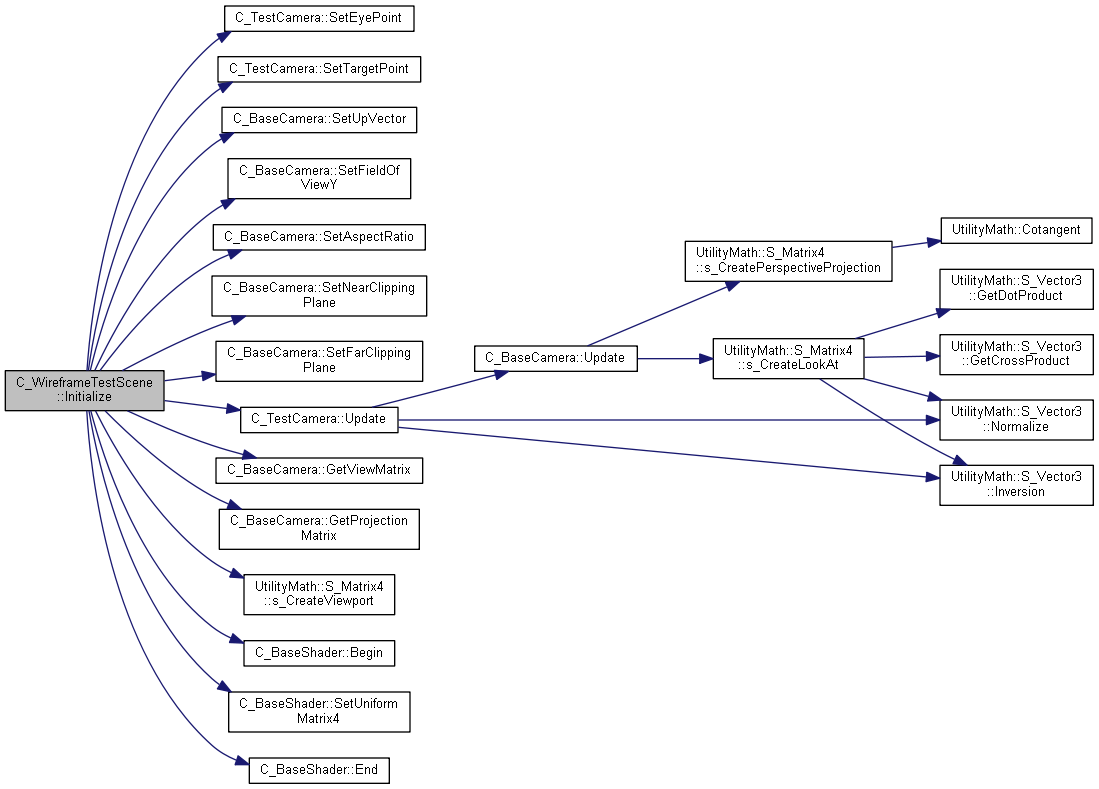 C_TestCamera::SetEyePoint
C_TestCamera::SetTargetPoint
C_BaseCamera::SetUpVector
C_BaseCamera::SetFieldOf
ViewY
C_BaseCamera::SetAspectRatio
C_BaseCamera::SetNearClipping
Plane
C_BaseCamera::SetFarClipping
Plane
C_WireframeTestScene
::Initialize
C_TestCamera::Update
C_BaseCamera::GetViewMatrix
C_BaseCamera::GetProjection
Matrix
UtilityMath::S_Matrix4
::s_CreateViewport
C_BaseShader::Begin
C_BaseShader::SetUniform
Matrix4
C_BaseShader::End
C_BaseCamera::Update
UtilityMath::S_Matrix4
::s_CreatePerspectiveProjection
UtilityMath::S_Matrix4
::s_CreateLookAt
UtilityMath::Cotangent
UtilityMath::S_Vector3
::GetDotProduct
UtilityMath::S_Vector3
::GetCrossProduct
UtilityMath::S_Vector3
::Normalize
UtilityMath::S_Vector3
::Inversion